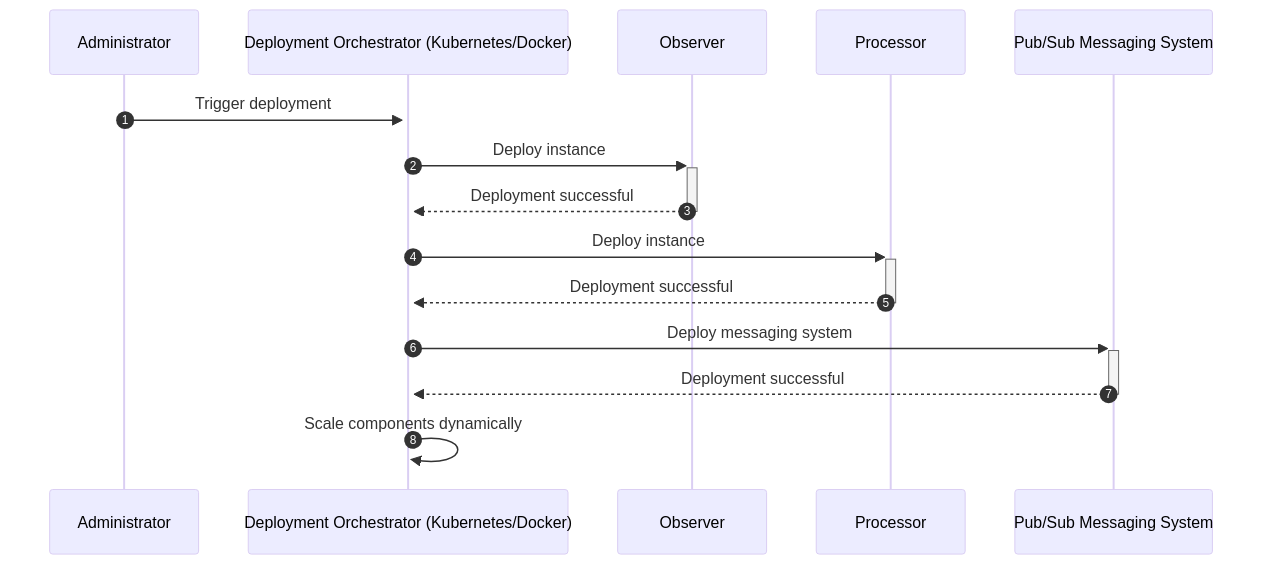 Administrator
Deployment Orchestrator (Kubernetes/Docker)
Observer
Processor
Pub/Sub Messaging System
Trigger deployment
1
Deploy instance
2
Deployment successful
3
Deploy instance
4
Deployment successful
5
Deploy messaging system
6
Deployment successful
7
Scale components dynamically
8
Administrator
Deployment Orchestrator (Kubernetes/Docker)
Observer
Processor
Pub/Sub Messaging System